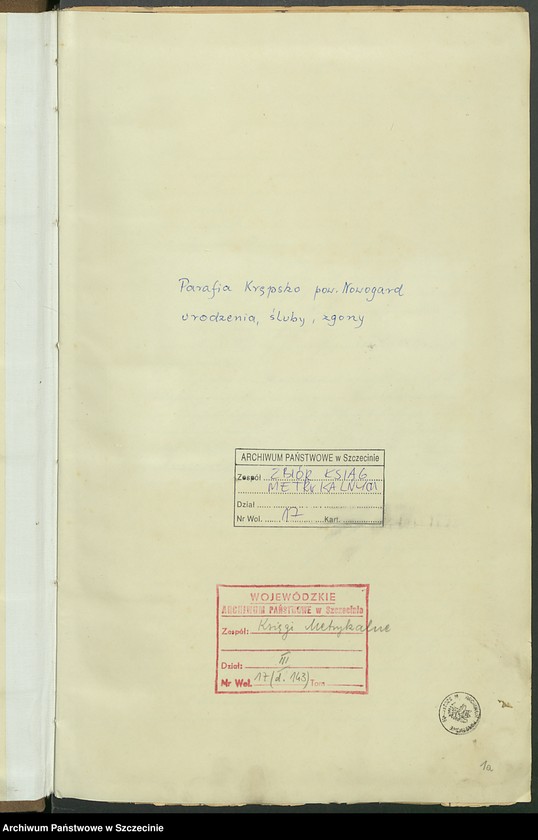 Parafia Krępsko pow. Nowogard
urodzenia, śluby, zgony
ARCHIWUM PAŃSTWOWE w Szczecinie
Zespół ZBIÓR KSIĄG
METRYKALNYCH
Dział
Nr Wol. 17 Kart.
WOJEWÓDZKIE
ARCHIWUM PAŃSTWOWE w Szczecinie
Zespół: Księgi Metrykalne
Dział: III
Nr Wol. 17 (d. 143) Tom
1a
Archiwum Państwowe w Szczecinie